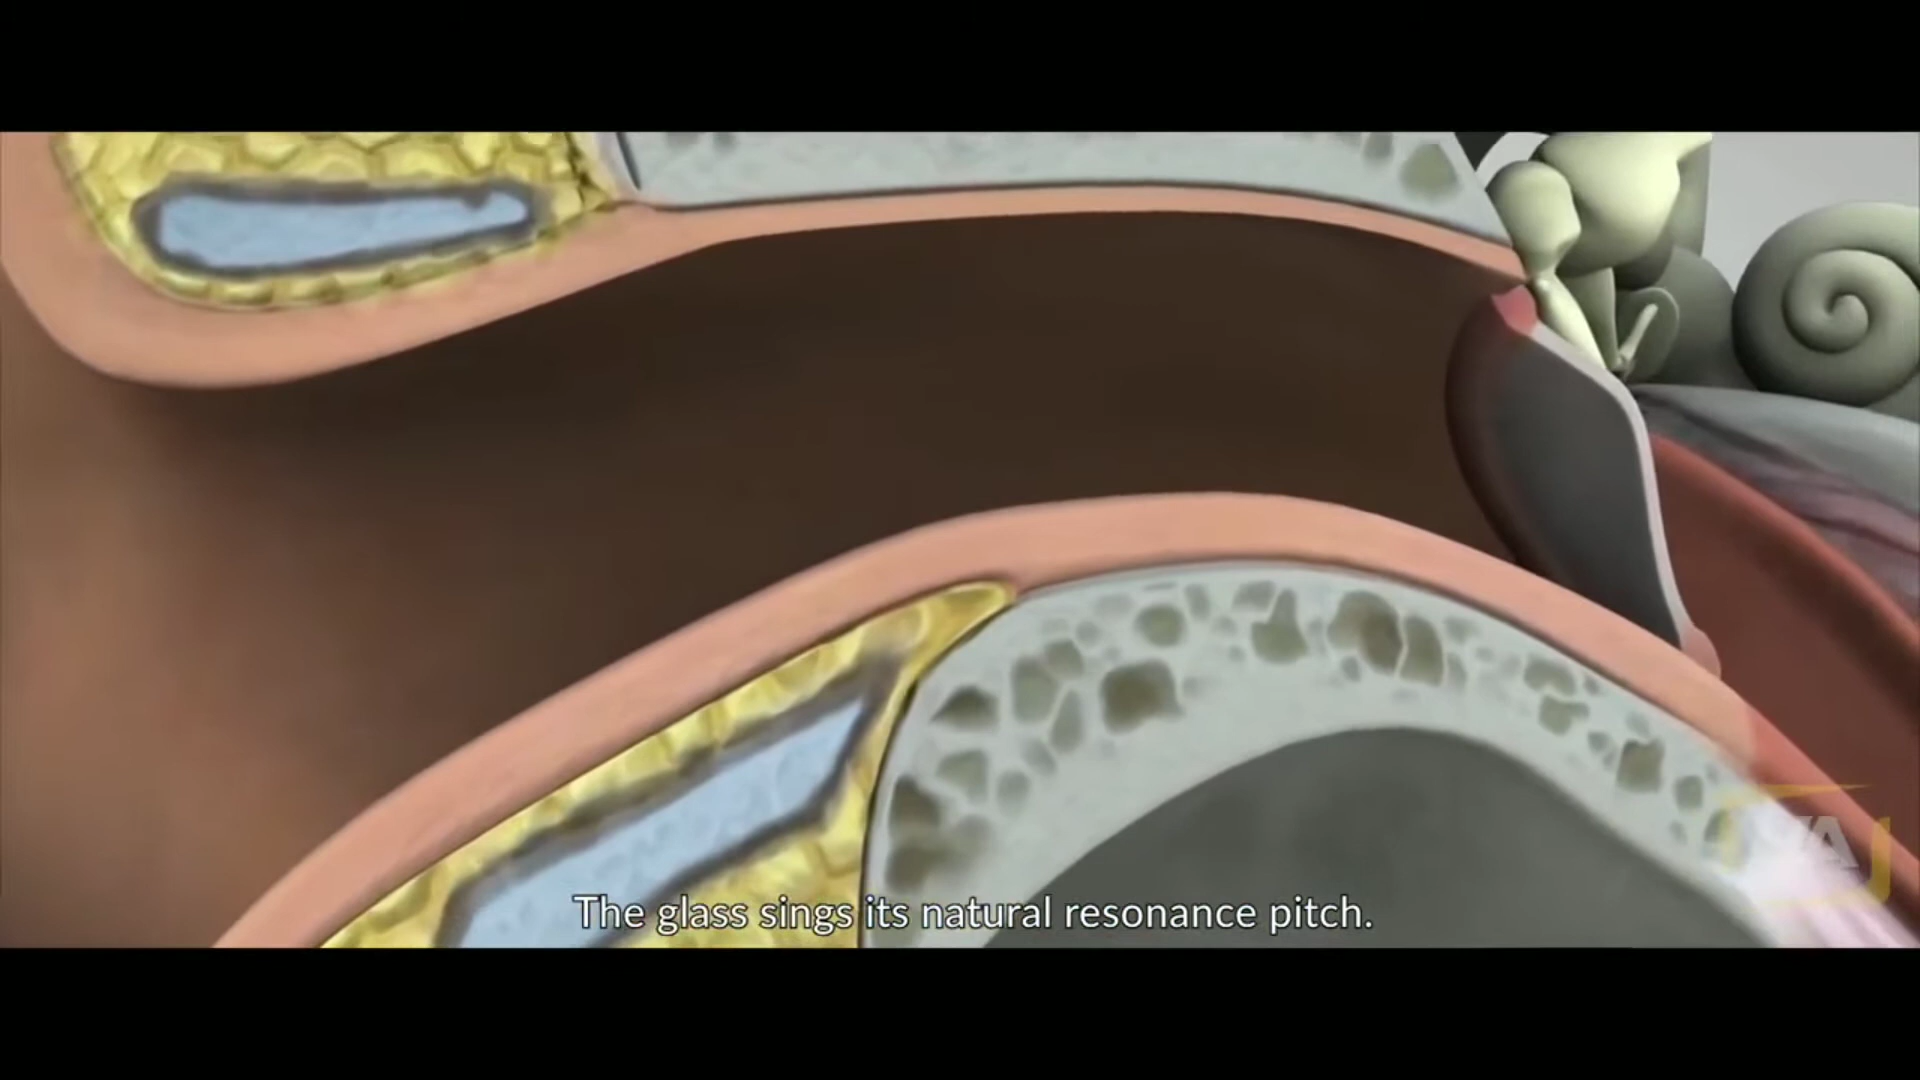 The glass sings its natural resonance pitch.